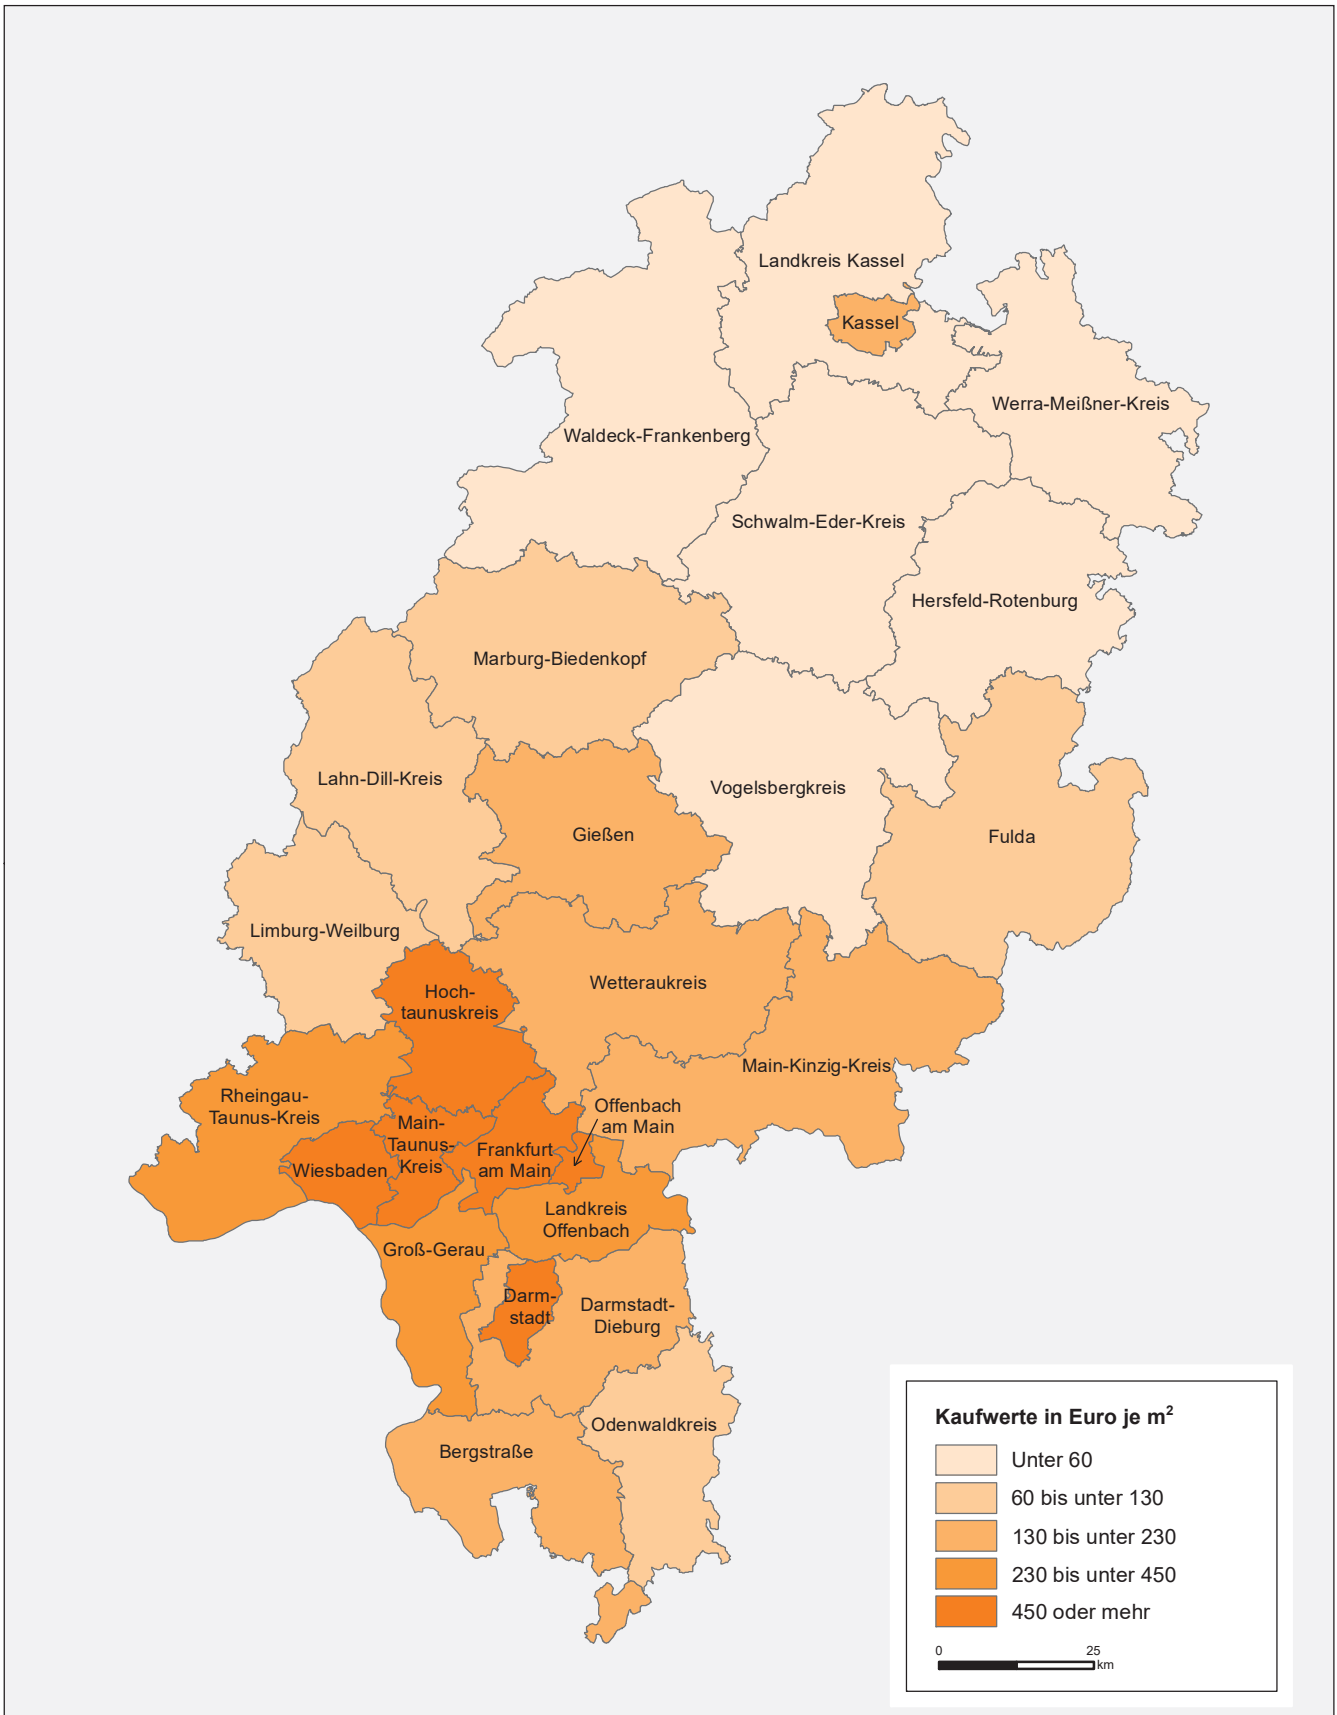 Landkreis Kassel
Kassel
Werra-Meißner-Kreis
Waldeck-Frankenberg
Schwalm-Eder-Kreis
Hersfeld-Rotenburg
Marburg-Biedenkopf
Lahn-Dill-Kreis
Vogelsbergkreis
Gießen
Fulda
Limburg-Weilburg
Wetteraukreis
Hoch-
taunuskreis
Main-Kinzig-Kreis
Rheingau-
Taunus-Kreis
Offenbach
am Main
Main-
Taunus-
Kreis
Frankfurt
am Main
Wiesbaden
Landkreis
Offenbach
Groß-Gerau
Darm-
stadt
Darmstadt-
Dieburg
Odenwaldkreis
Bergstraße
Kaufwerte in Euro je m²
Unter 60
60 bis unter 130
130 bis unter 230
230 bis unter 450
450 oder mehr
0 25
km